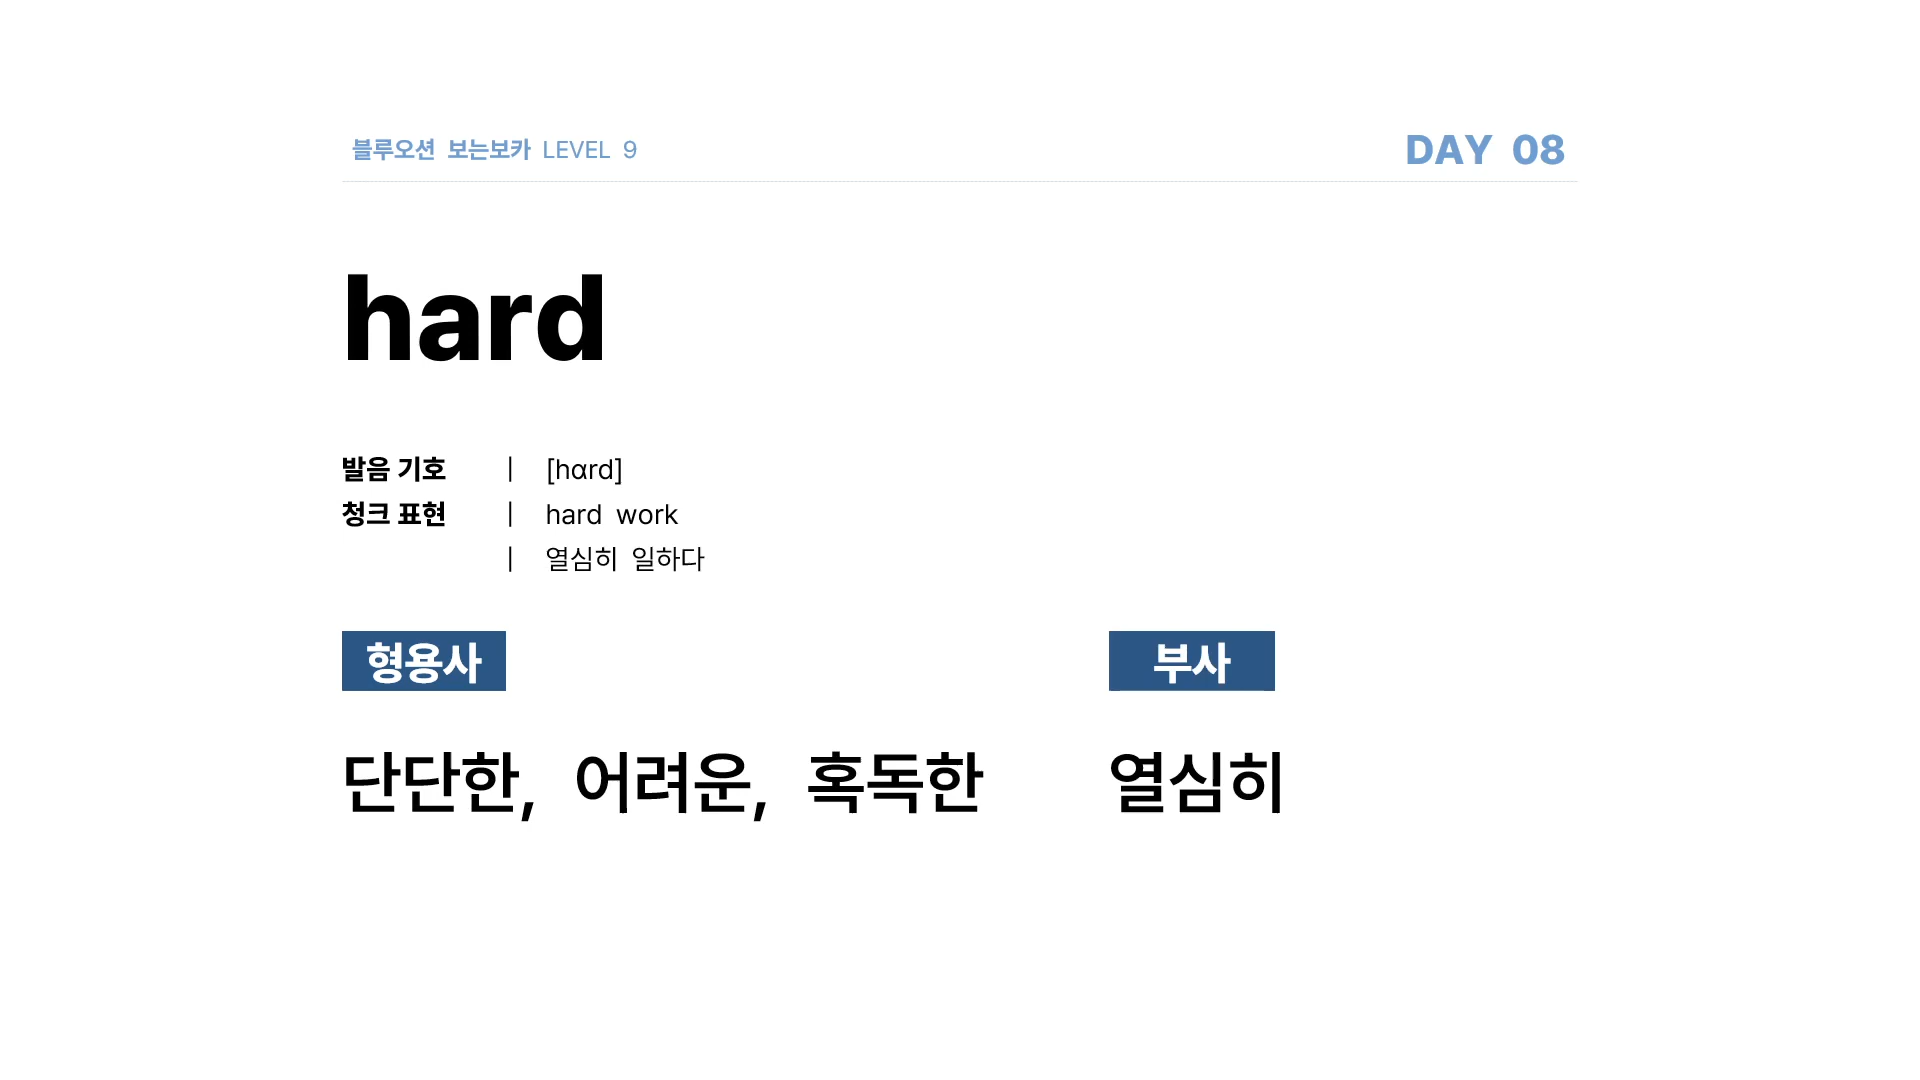 블루오션 보는보카 LEVEL 9
DAY 08
hard
발음 기호 | [hɑrd]
청크 표현 | hard work
| 열심히 일하다
형용사
단단한, 어려운, 혹독한
부사
열심히